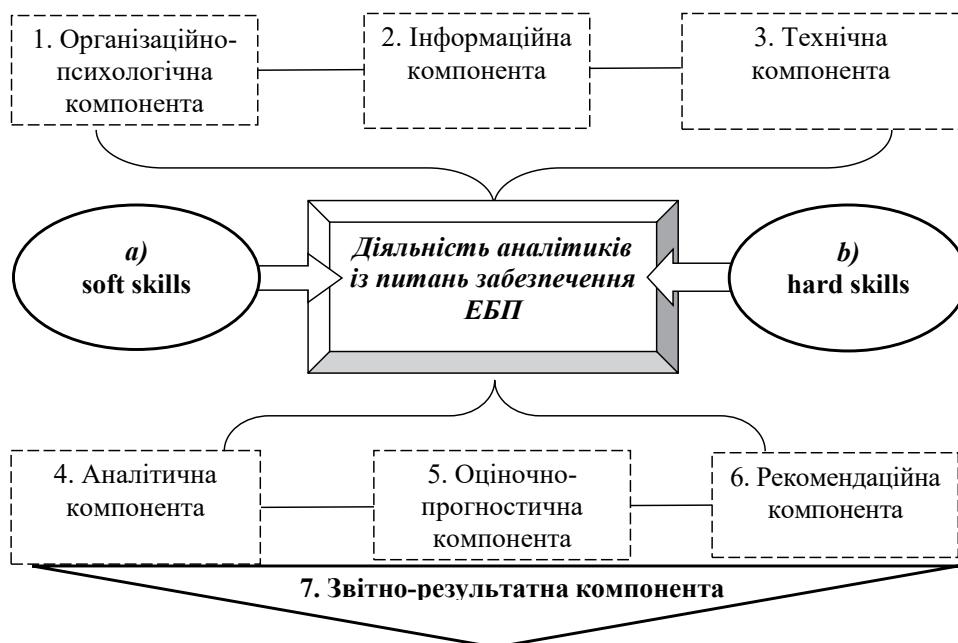 1. Організаційно-
психологічна
компонента
2. Інформаційна
компонента
3. Технічна
компонента
a)
soft skills
Діяльність аналітиків
із питань забезпечення
ЕБП
b)
hard skills
4. Аналітична
компонента
5. Оціночно-
прогностична
компонента
6. Рекомендаційна
компонента
7. Звітно-результатна компонента